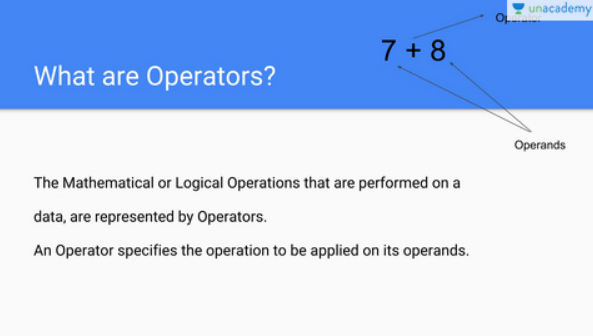 unacademy
Operator
7 + 8
What are Operators?
Operands
The Mathematical or Logical Operations that are performed on a
data, are represented by Operators.
An Operator specifies the operation to be applied on its operands.